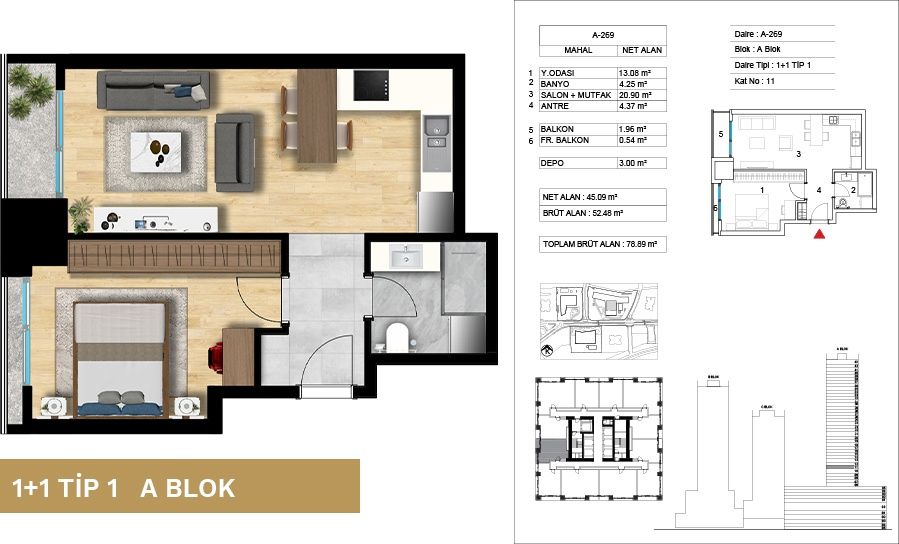 A-269
MAHAL NET ALAN
1 Y.ODASI 13.08 m²
2 BANYO 4.25 m²
3 SALON + MUTFAK 20.90 m²
4 ANTRE 4.37 m²
5 BALKON 1.96 m²
6 FR. BALKON 0.54 m²
DEPO 3.00 m²
NET ALAN : 45.09 m²
BRÜT ALAN : 52.48 m²
TOPLAM BRÜT ALAN : 78.89 m²
Daire : A-269
Blok : A Blok
Daire Tipi : 1+1 TİP 1
Kat No : 11
5
3
1
4
2
6
A BLOK
B BLOK
C BLOK
1+1 TİP 1 A BLOK